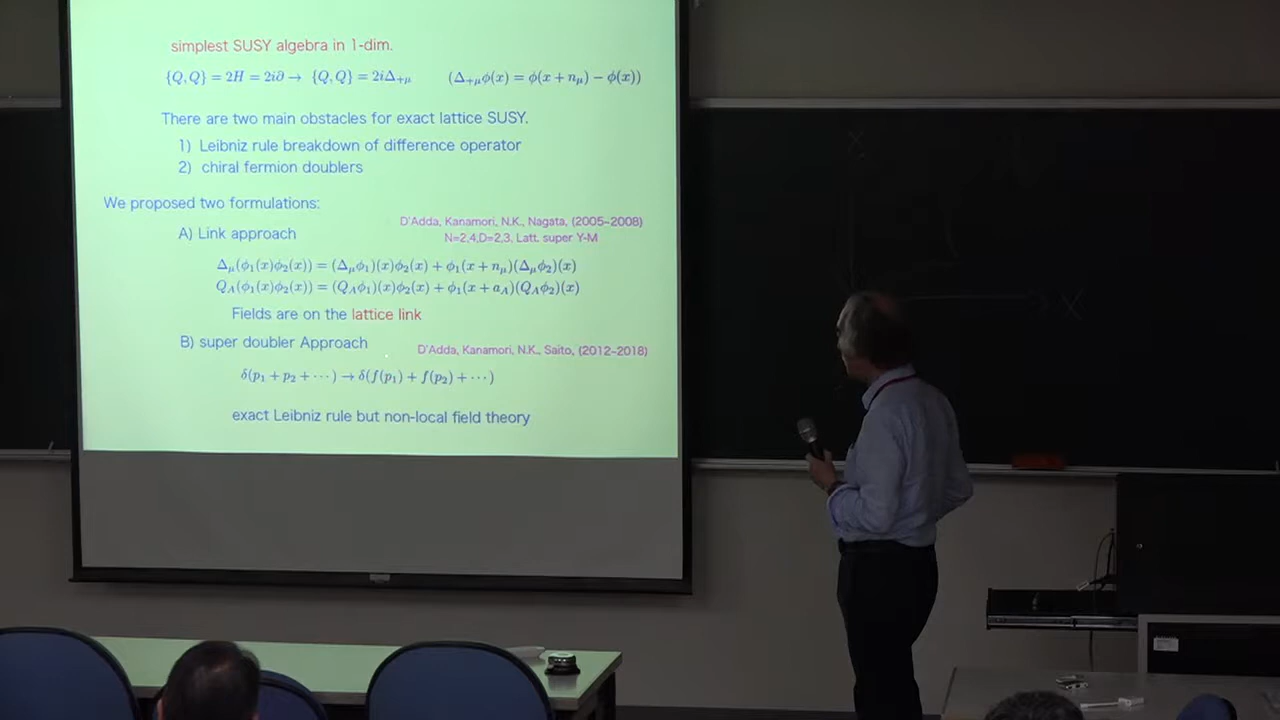 simplest SUSY algebra in 1-dim.
{Q, Q} = 2H = 2i∂ → {Q, Q} = 2iΔ₊μ (Δ₊μϕ(x) = ϕ(x + nμ) − ϕ(x))
There are two main obstacles for exact lattice SUSY.
1) Leibniz rule breakdown of difference operator
2) chiral fermion doublers
We proposed two formulations:
D'Adda, Kanamori, N.K., Nagata, (2005~2008)
A) Link approach
N=2,4,D=2,3, Latt. super Y-M
Δμ(ϕ₁(x)ϕ₂(x)) = (Δμϕ₁)(x)ϕ₂(x) + ϕ₁(x + nμ)(Δμϕ₂)(x)
Q_A(ϕ₁(x)ϕ₂(x)) = (Q_Aϕ₁)(x)ϕ₂(x) + ϕ₁(x + a_A)(Q_Aϕ₂)(x)
Fields are on the lattice link
B) super doubler Approach
D'Adda, Kanamori, N.K., Saito, (2012~2018)
δ(p₁ + p₂ + ⋯) → δ(f(p₁) + f(p₂) + ⋯)
exact Leibniz rule but non-local field theory
X
X